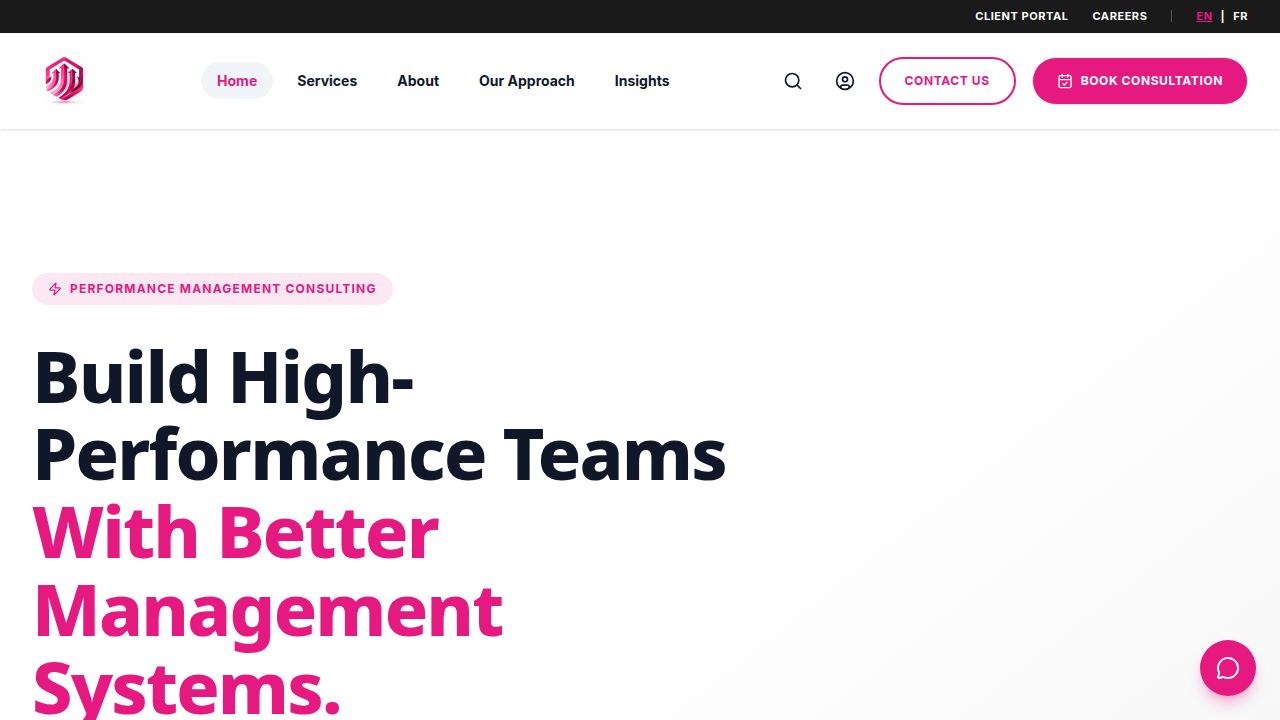 CLIENT PORTAL CAREERS EN | FR
Home Services About Our Approach Insights CONTACT US BOOK CONSULTATION
PERFORMANCE MANAGEMENT CONSULTING
Build High-
Performance Teams
With Better
Management
Systems.